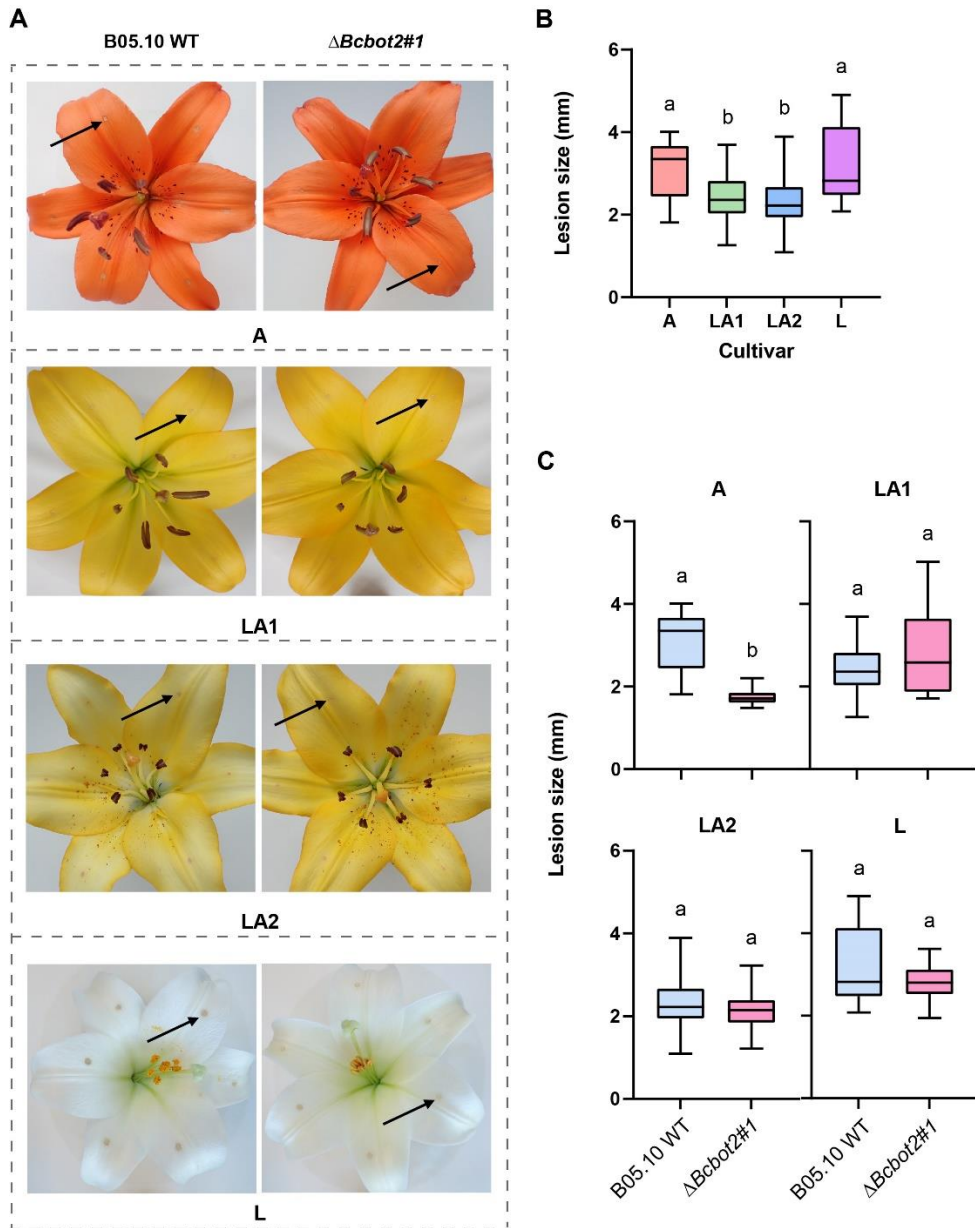 A
B05.10 WT
ΔBcbot2#1
A
LA1
LA2
L
B
Lesion size (mm)
6
4
2
0
a
b
b
a
A
LA1
LA2
L
Cultivar
C
Lesion size (mm)
A
6
4
2
0
a
b
LA1
a
a
LA2
6
4
2
0
a
a
L
a
a
B05.10 WT
ΔBcbot2#1
B05.10 WT
ΔBcbot2#1